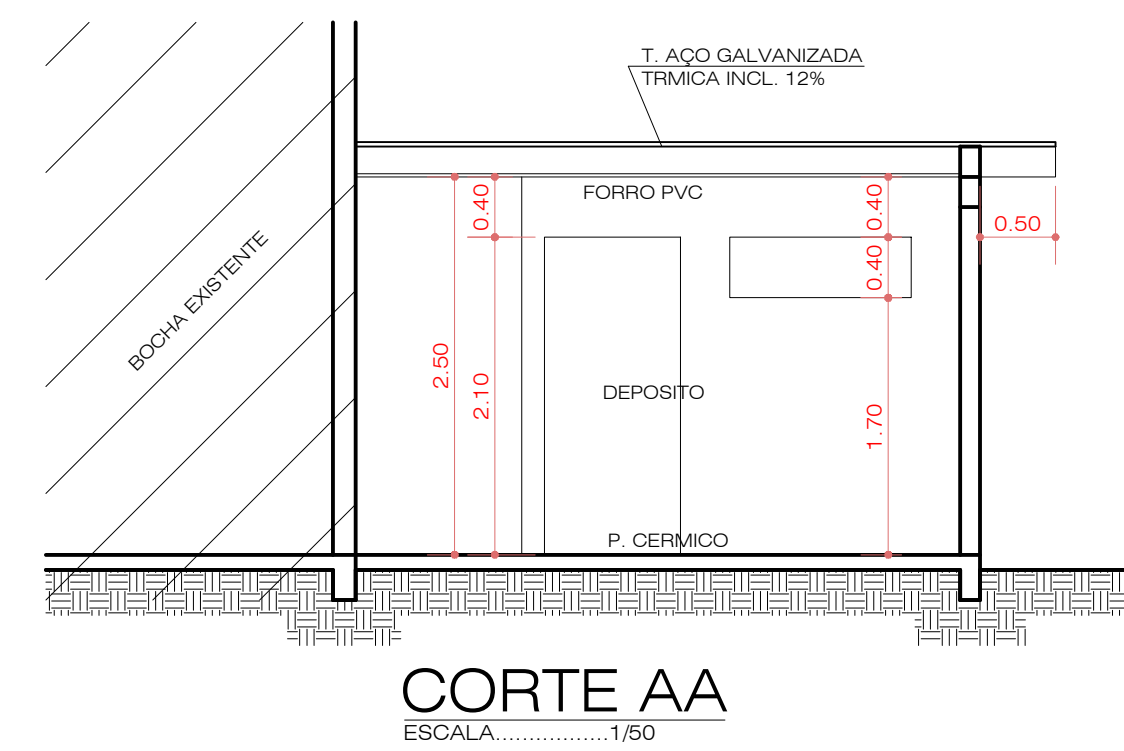 T. AÇO GALVANIZADA
TRMICA INCL. 12%
FORRO PVC
0.40
0.40
0.50
0.40
BOCHA EXISTENTE
2.50
2.10
DEPOSITO
1.70
P. CERMICO
CORTE AA
ESCALA.................1/50